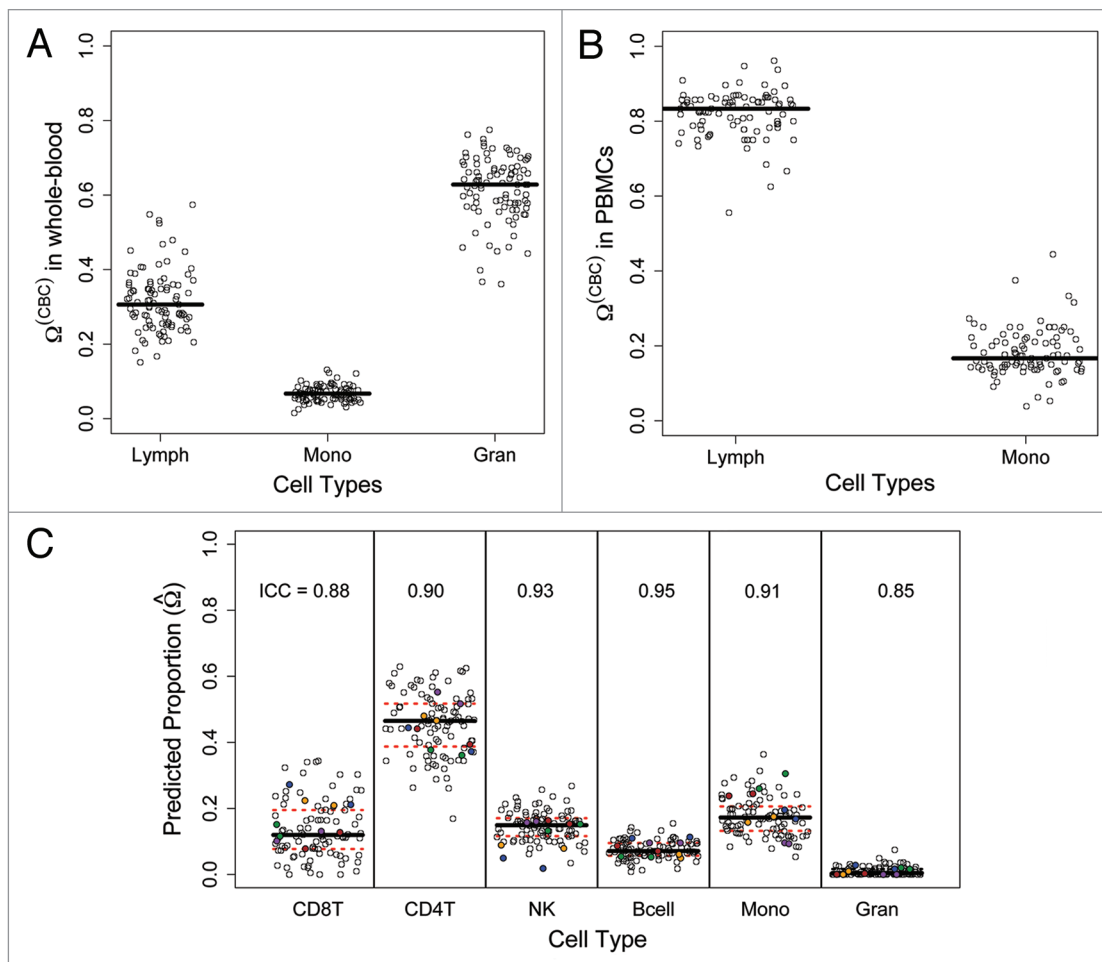 A
1.0
0.8
0.6
0.4
0.2
0.0
Ω(CBC) in whole-blood
Lymph Mono Gran
Cell Types
B
1.0
0.8
0.6
0.4
0.2
0.0
Ω(CBC) in PBMCs
Lymph Mono
Cell Types
C
1.0
0.8
0.6
0.4
0.2
0.0
Predicted Proportion (Ω̂)
ICC = 0.88 0.90 0.93 0.95 0.91 0.85
CD8T CD4T NK Bcell Mono Gran
Cell Type